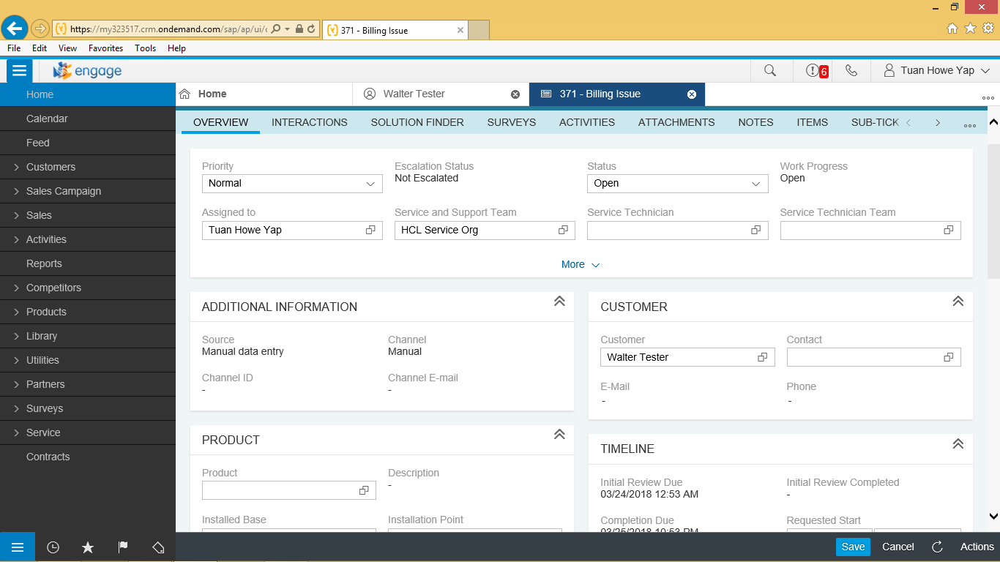 https://my323517.crm.ondemand.com/sap/ap/ui/
371 - Billing Issue
File Edit View Favorites Tools Help
engage
6
Tuan Howe Yap
Home
Calendar
Feed
Customers
Sales Campaign
Sales
Activities
Reports
Competitors
Products
Library
Utilities
Partners
Surveys
Service
Contracts
Home
Walter Tester
371 - Billing Issue
OVERVIEW INTERACTIONS SOLUTION FINDER SURVEYS ACTIVITIES ATTACHMENTS NOTES ITEMS SUB-TICK
Priority
Normal
Escalation Status
Not Escalated
Status
Open
Work Progress
Open
Assigned to
Tuan Howe Yap
Service and Support Team
HCL Service Org
Service Technician
Service Technician Team
More
ADDITIONAL INFORMATION
Source
Manual data entry
Channel
Manual
Channel ID
-
Channel E-mail
-
CUSTOMER
Customer
Walter Tester
Contact
E-Mail
-
Phone
-
PRODUCT
Product
Description
-
Installed Base
Installation Point
TIMELINE
Initial Review Due
03/24/2018 12:53 AM
Initial Review Completed
-
Completion Due
03/25/2018 10:53 PM
Requested Start
Save
Cancel
Actions